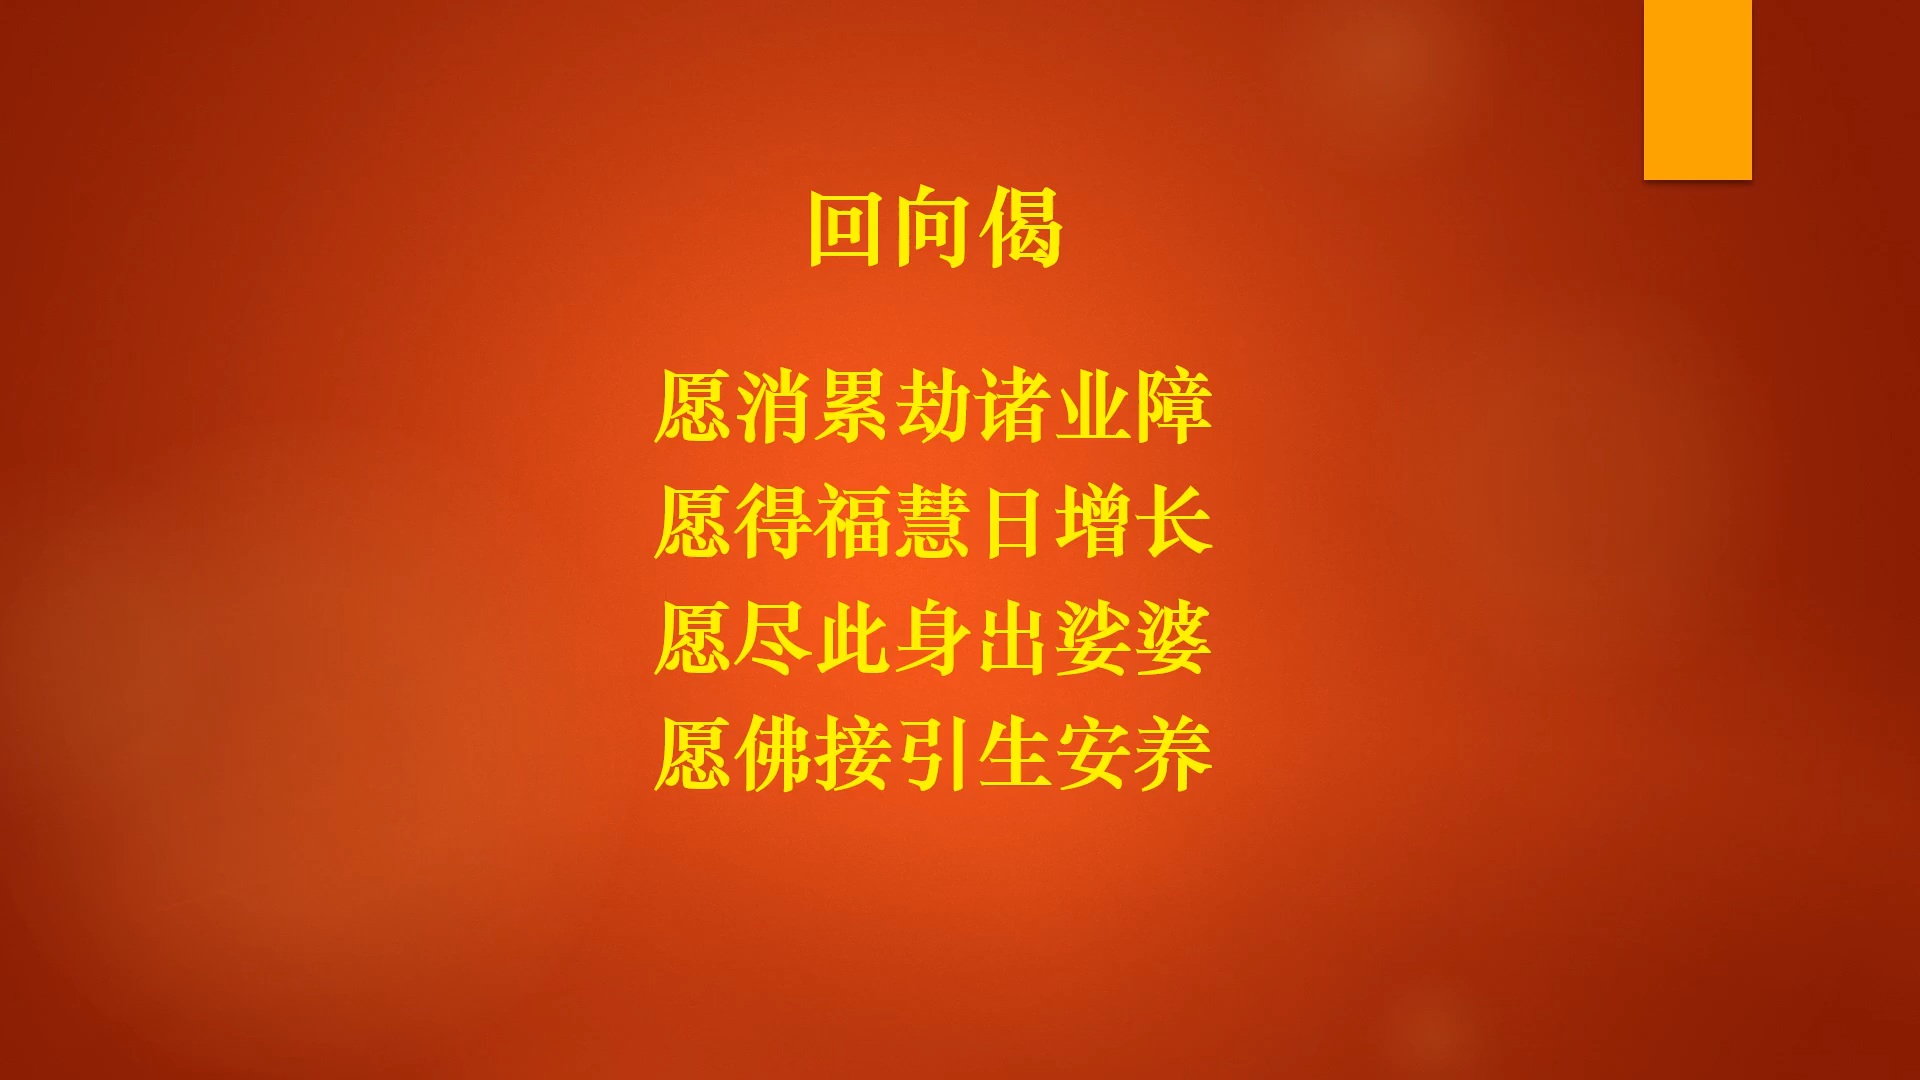 回向偈
愿消累劫诸业障
愿得福慧日增长
愿尽此身出娑婆
愿佛接引生安养